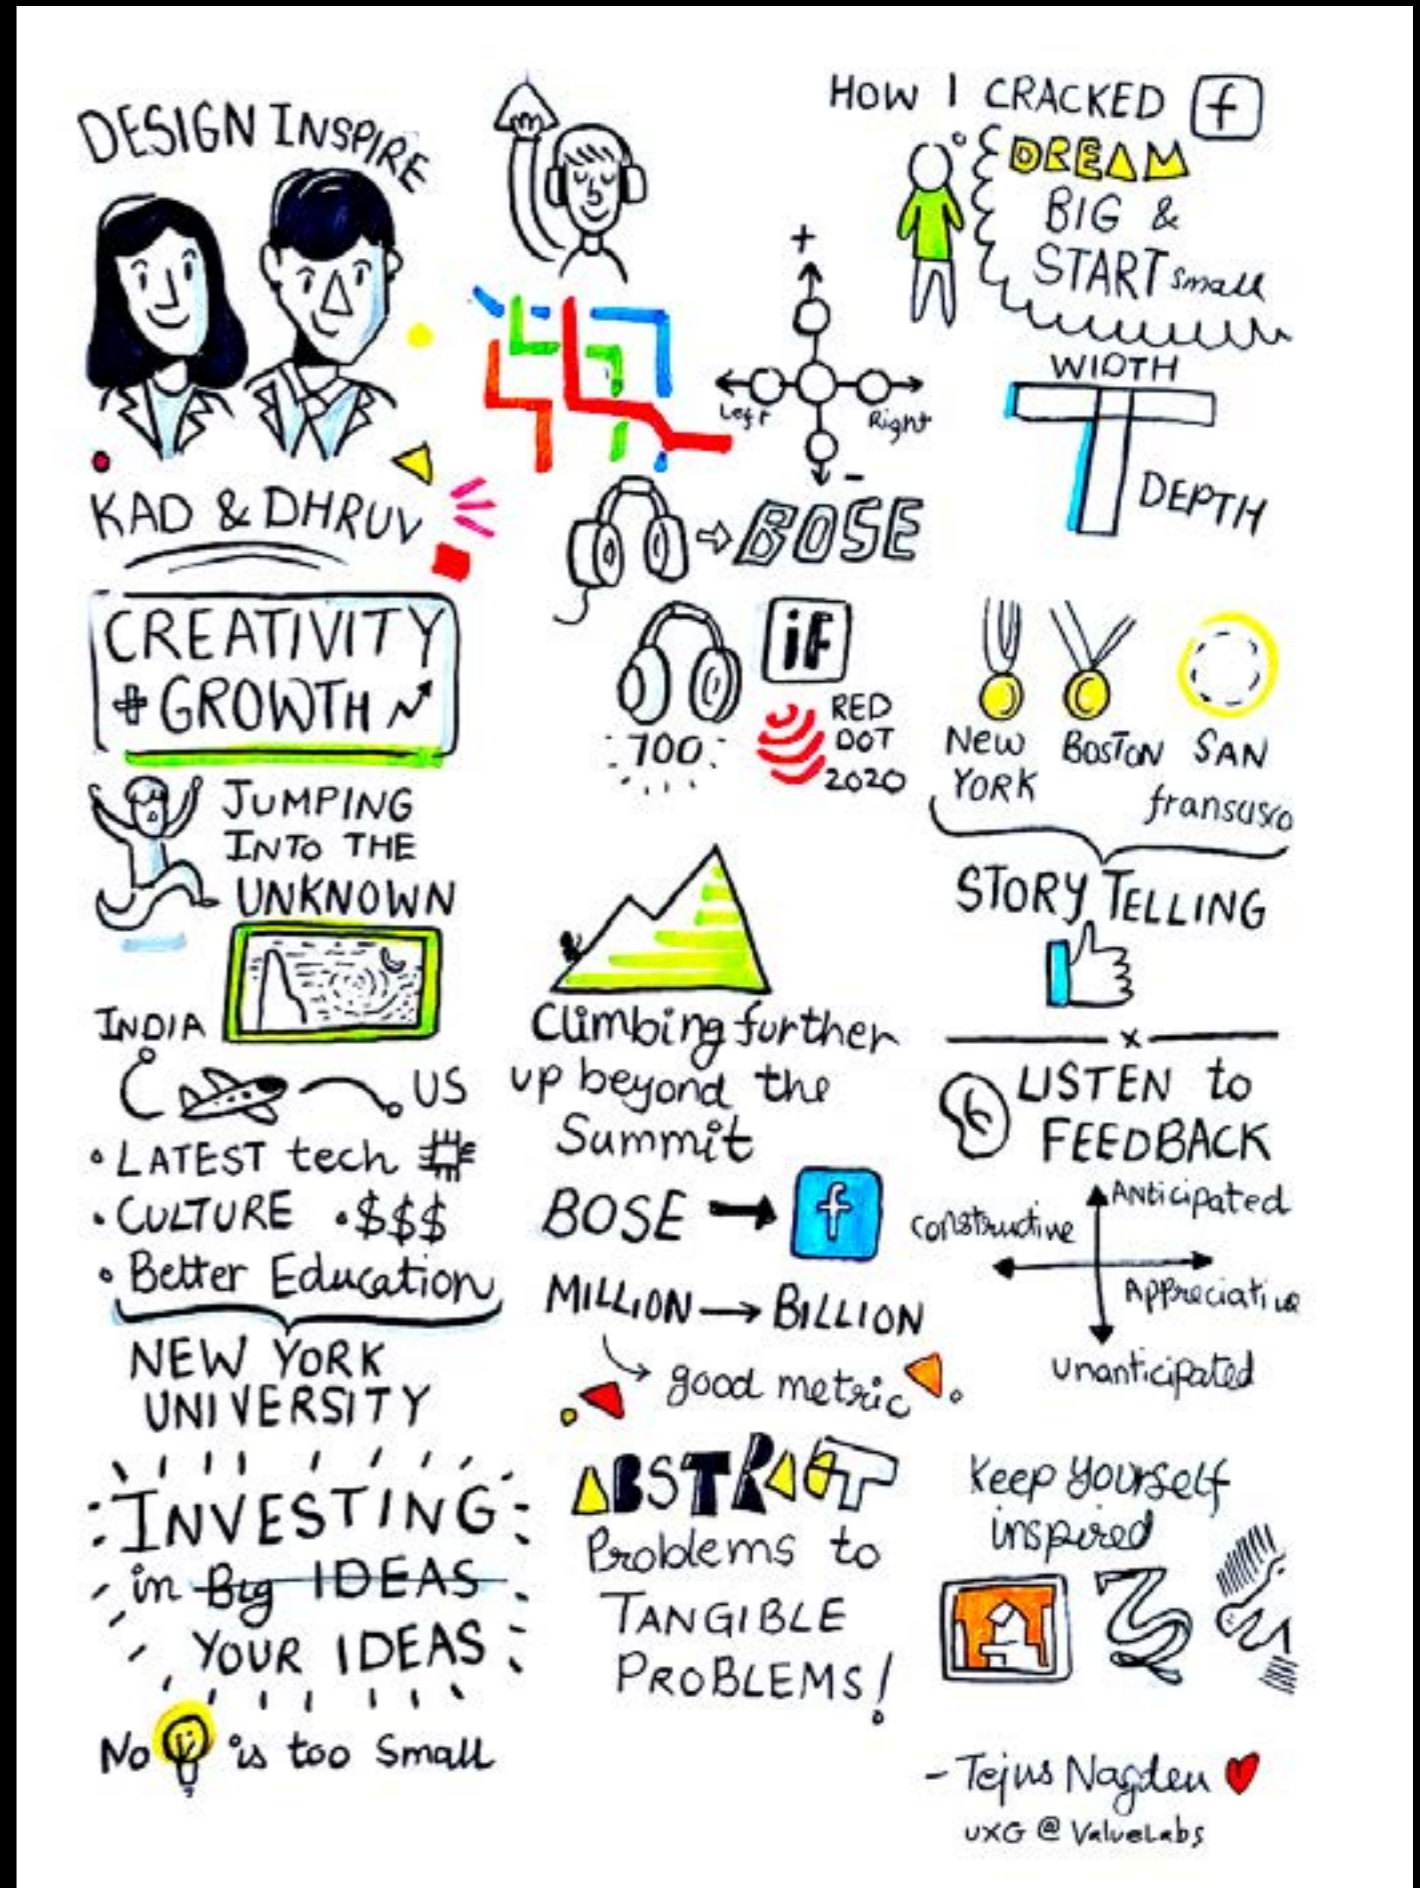 DESIGN INSPIRE
KAD & DHRUV
CREATIVITY
+ GROWTH
JUMPING
INTO THE
UNKNOWN
INDIA
US
• LATEST tech
• CULTURE • $$$
• Better Education
NEW YORK
UNIVERSITY
INVESTING
in Big IDEAS
YOUR IDEAS
No is too small
+
Left
Right
-
BOSE
iF
700
RED
DOT
2020
Climbing further
up beyond the
Summit
BOSE → f
MILLION → BILLION
good metric
ABSTRACT
Problems to
TANGIBLE
PROBLEMS!
HOW I CRACKED f
DREAM
BIG &
START small
WIDTH
DEPTH
New
YORK
BOSTON
SAN
fransusco
STORY TELLING
x
LISTEN to
FEEDBACK
Anticipated
constructive
Appreciative
unanticipated
Keep yourself
inspired
- Tejus Nagdeu
UXG @ ValueLabs